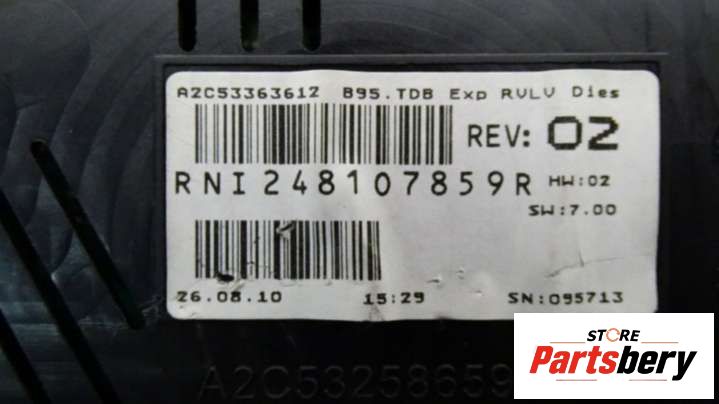 A2C53363612 B95.TDB Exp RVLV Dies
REV: 02
RNI248107859R HW:02
SW:7.00
26.08.10 15:29 SN:095713
A2C53258659
STORE
Partsbery